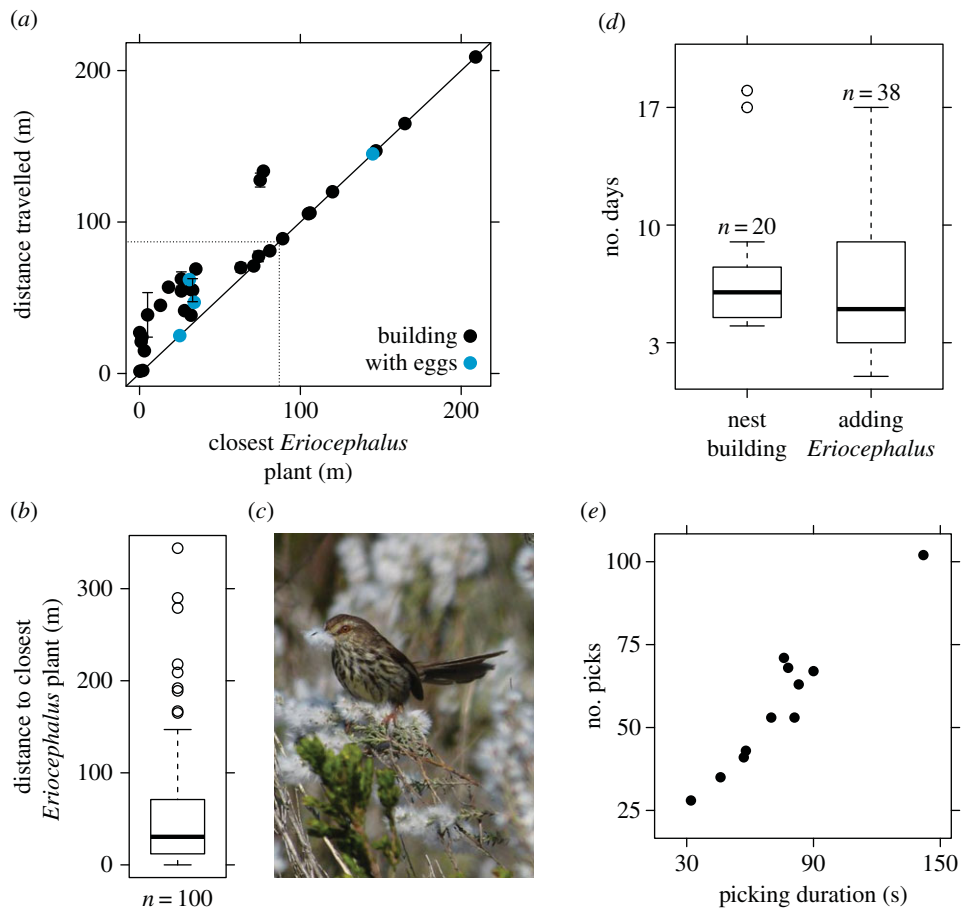 (a)
distance travelled (m)
200
100
0
building
with eggs
0 100 200
closest Eriocephalus
plant (m)
(d)
no. days
17
10
3
n = 20
n = 38
nest
building
adding
Eriocephalus
(b)
distance to closest
Eriocephalus plant (m)
300
200
100
0
n = 100
(c)
(e)
no. picks
100
75
50
25
30 90 150
picking duration (s)